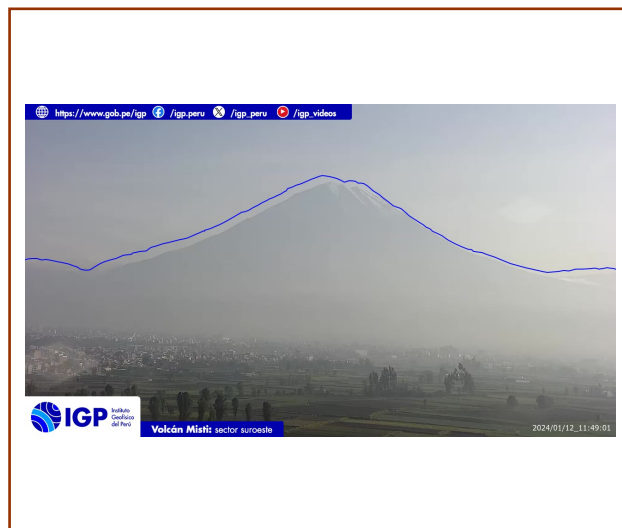 https://www.gob.pe/igp /igp.peru /igp_peru /igp_videos
IGP Instituto
Geofísico
del Perú
Volcán Misti: sector suroeste
2024/01/12_11:49:01